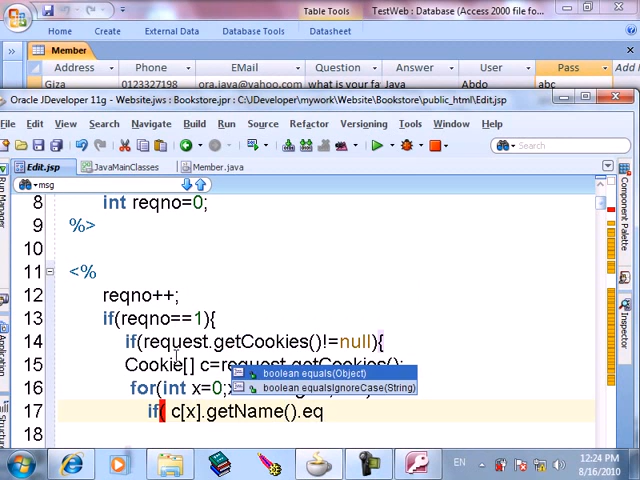 Table Tools
TestWeb : Database (Access 2000 file for
Home Create External Data Database Tools Datasheet
Member
Address Phone EMail Question Answer User Pass Add
Giza 0123327198 ora.java@yahoo.com what is your fa Java Abdo abc
Oracle JDeveloper 11g - Website.jws : Bookstore.jpr : C:\JDeveloper\mywork\Website\Bookstore\public_html\Edit.jsp
File Edit View Search Navigate Build Run Source Refactor Versioning Tools Window Help
Search
Edit.jsp JavaMainClasses Member.java
msg
Run Manager
Application
Component Palette
8 int reqno=0;
9 %>
10
11 <%
12 reqno++;
13 if(reqno==1){
14 if(request.getCookies()!=null){
15 Cookie[] c=request.getCookies();
boolean equals(Object)
16 for(int x=0;
boolean equalsIgnoreCase(String)
17 if( c[x].getName().eq
18
EN
12:24 PM
8/16/2010